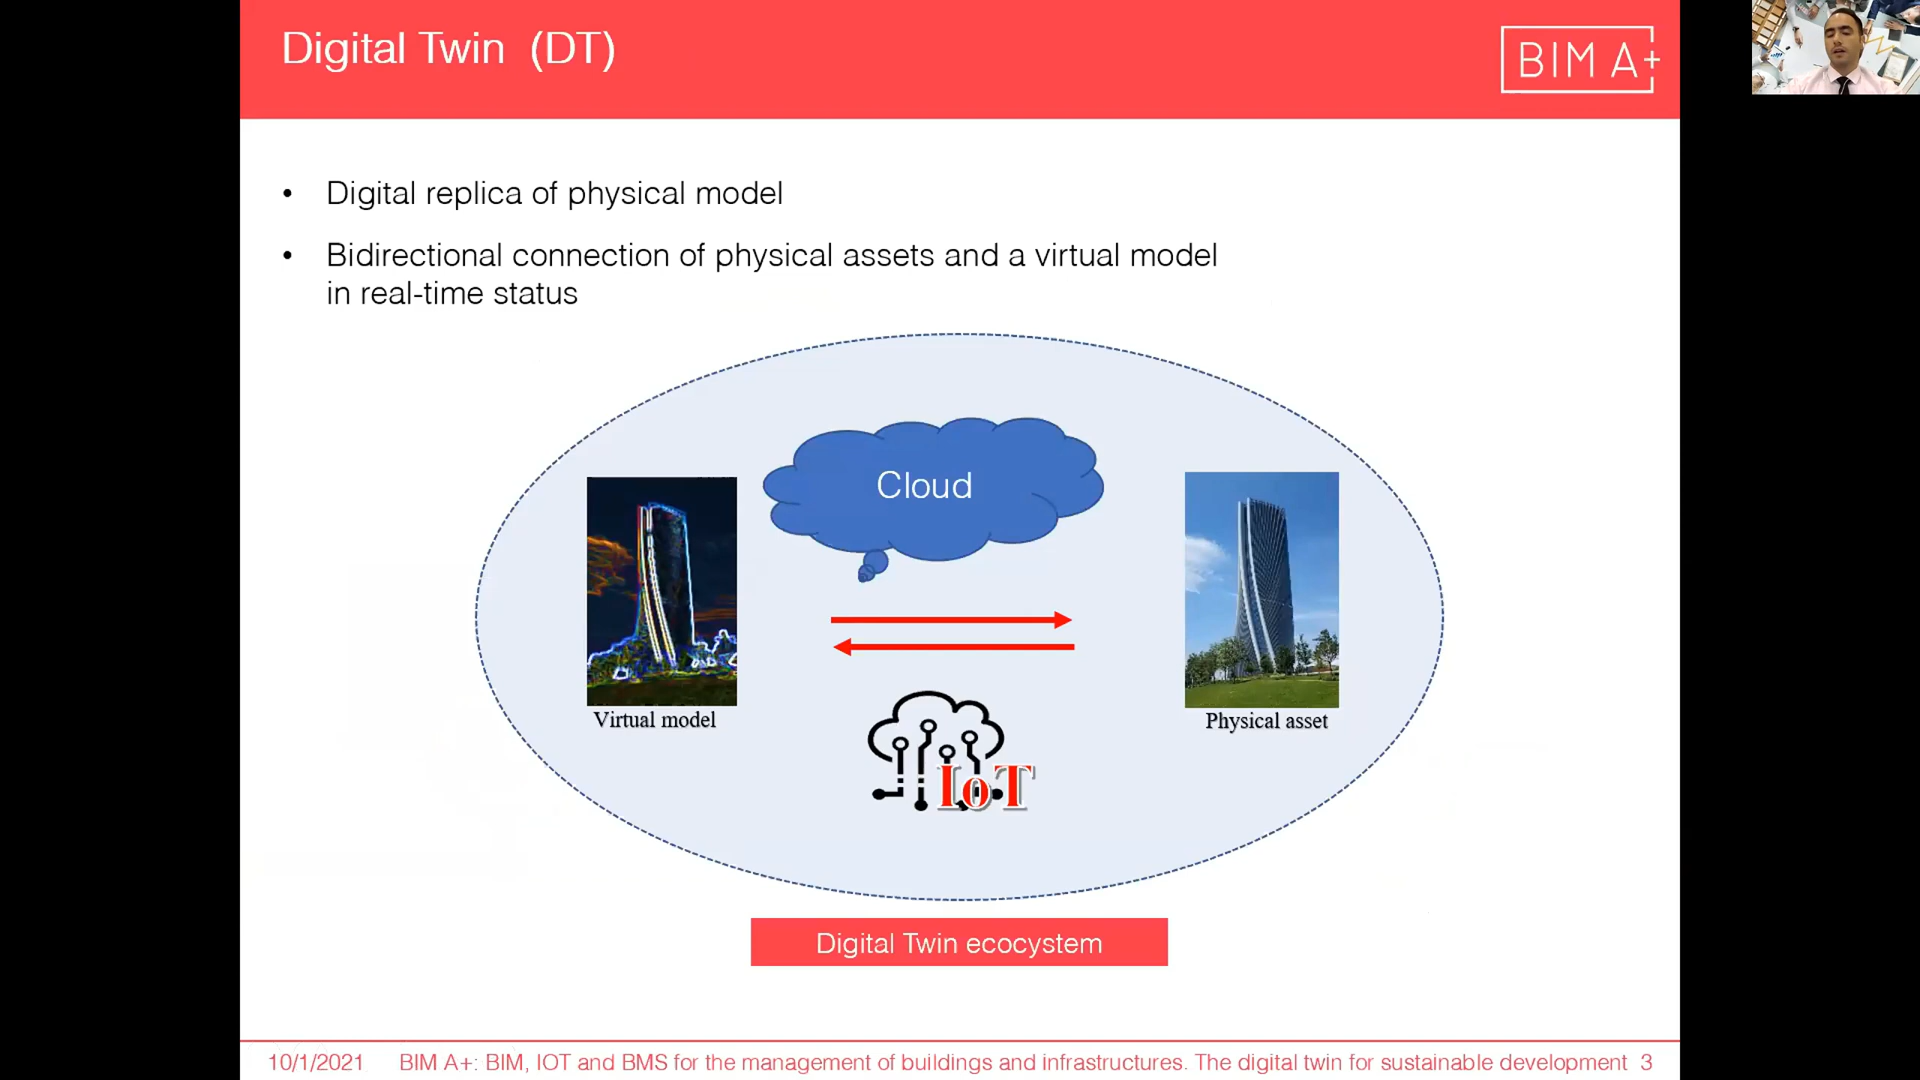 Digital Twin (DT)
BIM A+
• Digital replica of physical model
• Bidirectional connection of physical assets and a virtual model
in real-time status
Cloud
Virtual model
Physical asset
IoT
Digital Twin ecocystem
10/1/2021 BIM A+: BIM, IOT and BMS for the management of buildings and infrastructures. The digital twin for sustainable development 3